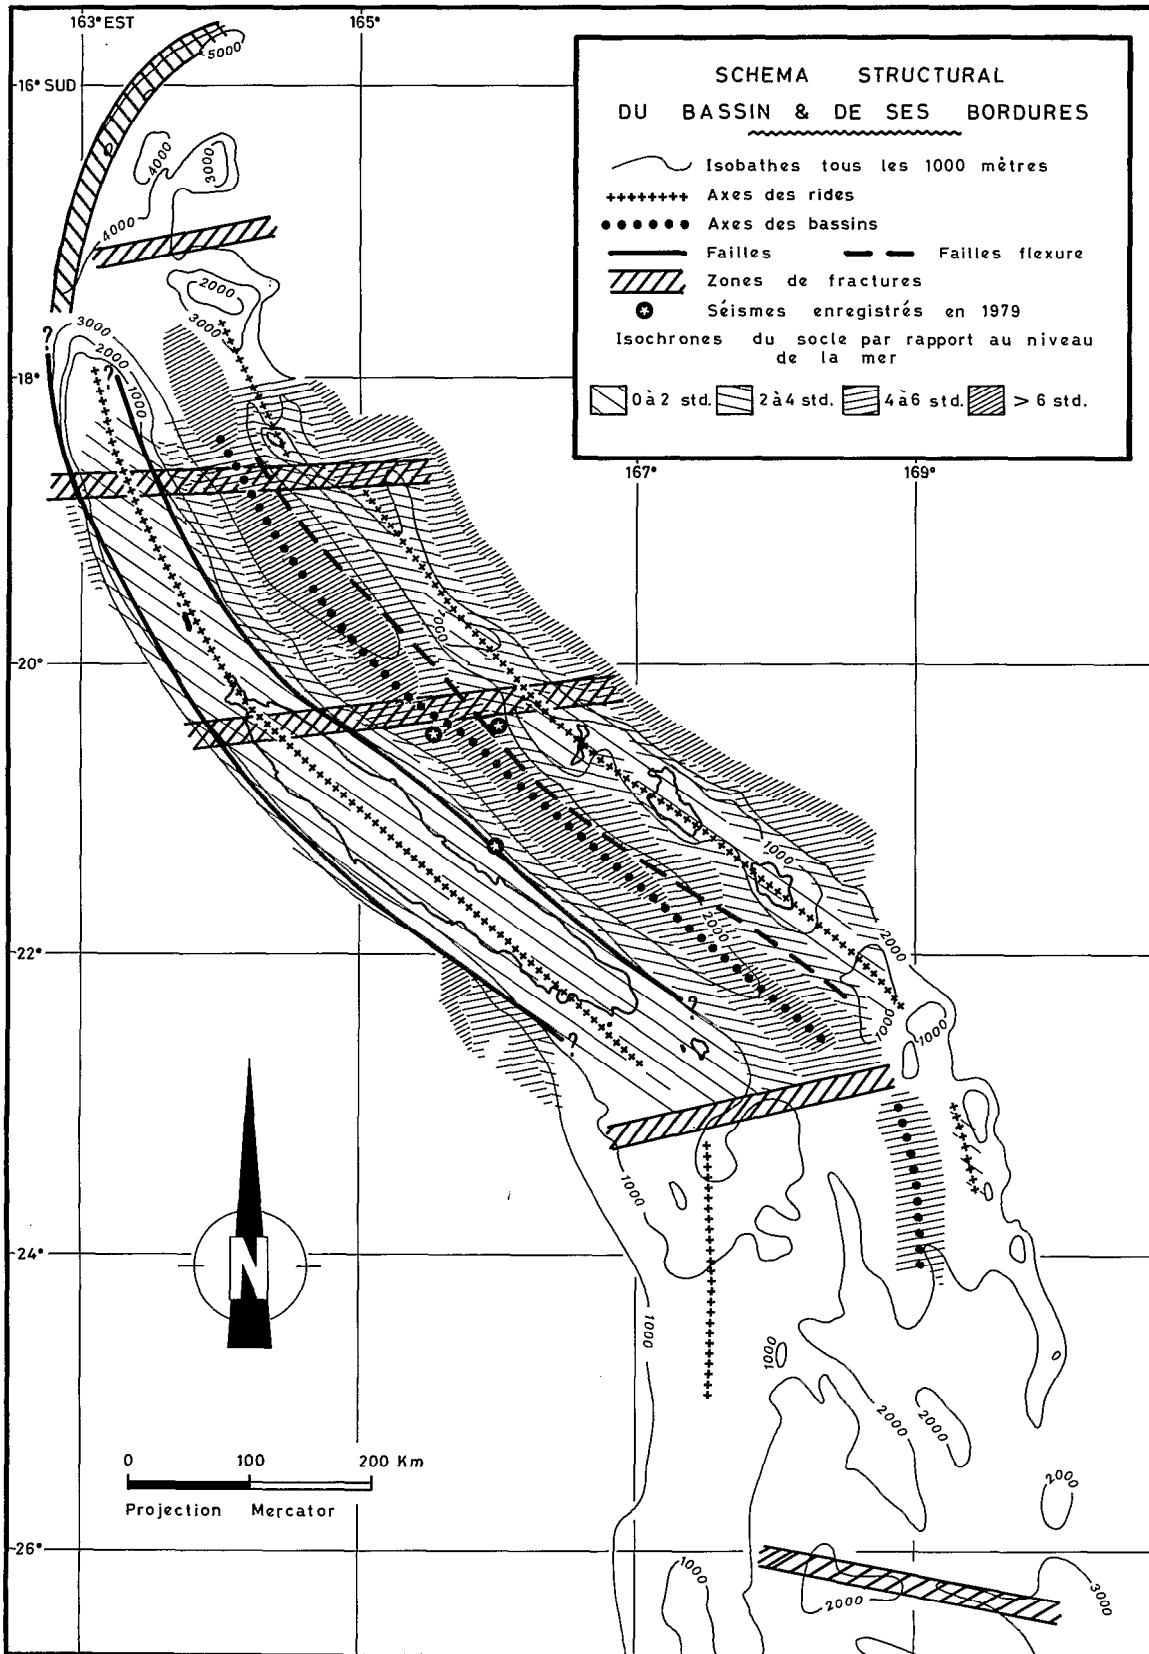 163° EST
165°
5000
16° SUD
SCHEMA STRUCTURAL
DU BASSIN & DE SES BORDURES
Isobathes tous les 1000 mètres
Axes des rides
Axes des bassins
Failles
Failles flexure
Zones de fractures
Séismes enregistrés en 1979
Isochrones du socle par rapport au niveau
de la mer
0 à 2 std.
2 à 4 std.
4 à 6 std.
> 6 std.
4000
3000
4000
2000
3000
?
3000
2000
1000
?
18°
167°
169°
20°
1000
2000
22°
2000
1000
1000
?
?
1000
24°
N
1000
1000
0
2000
2000
0 100 200 Km
Projection Mercator
2000
26°
1000
2000
3000